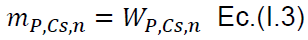 m_{P,Cs,n} = W_{P,Cs,n} Ec.(I.3)